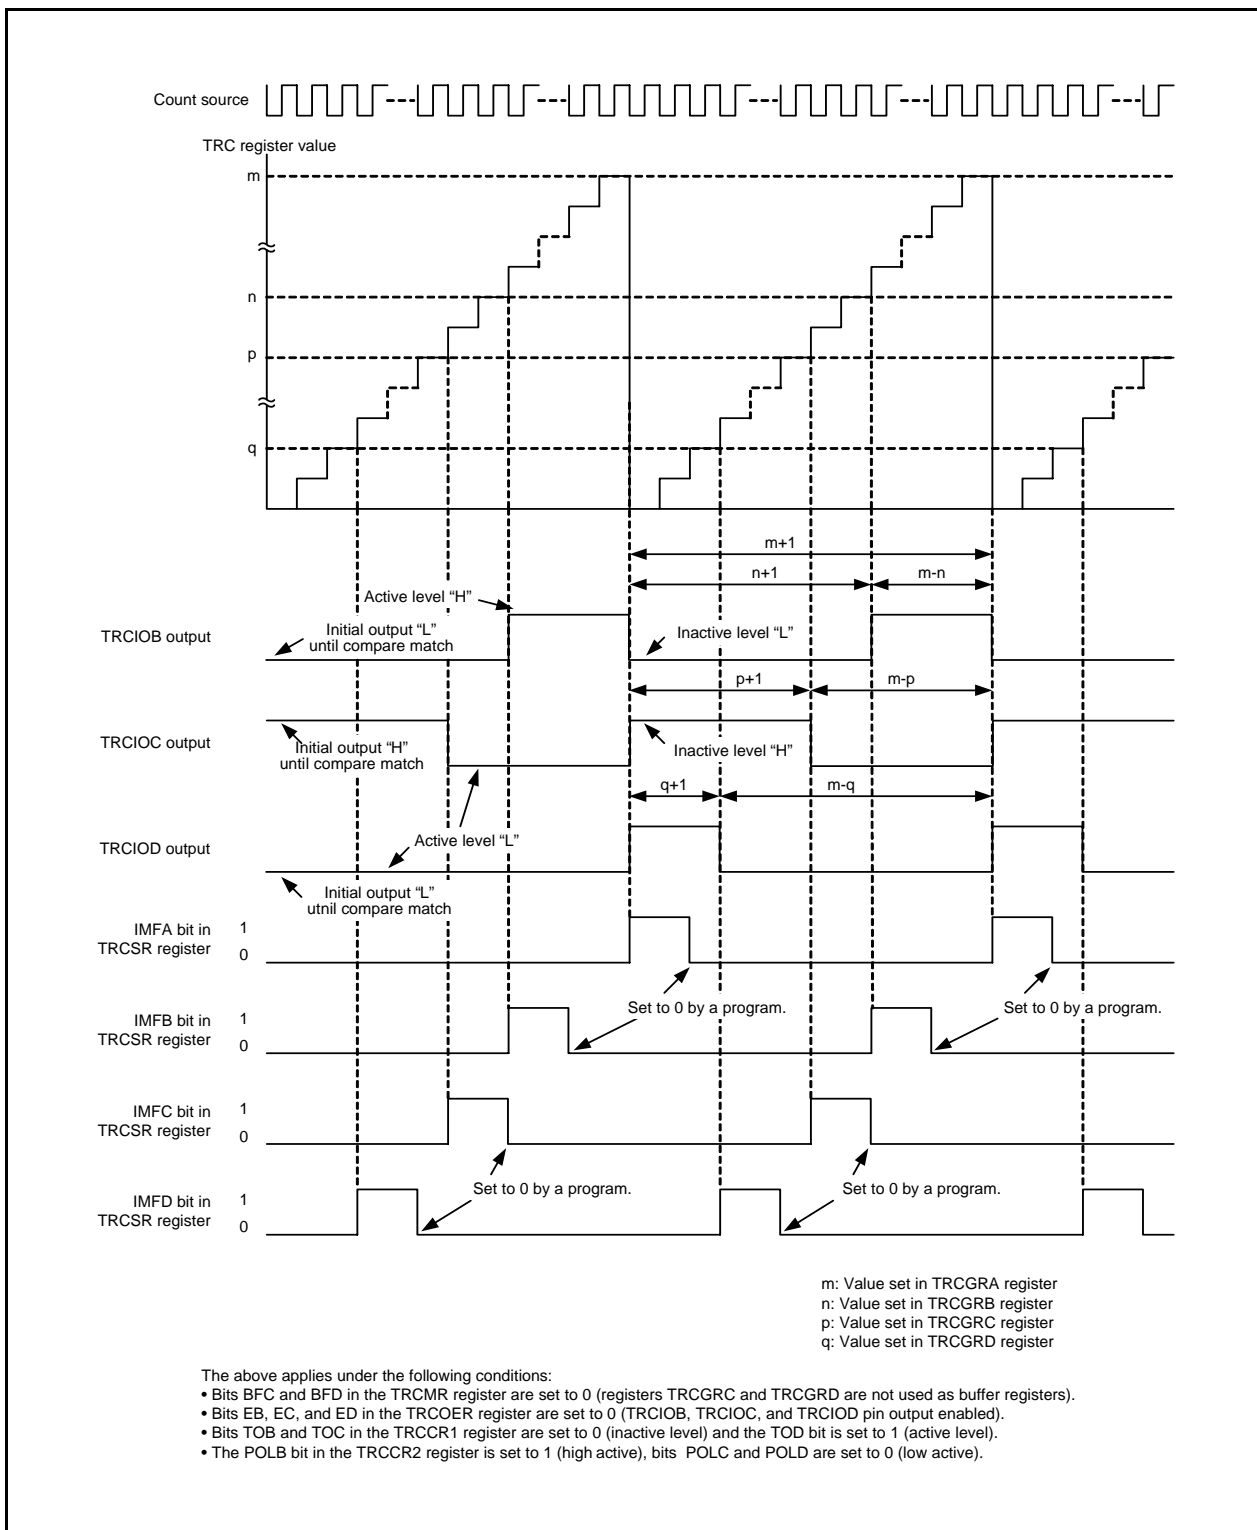 Count source
TRC register value
m
n
p
q
m+1
n+1
m-n
Active level “H”
TRCIOB output
Initial output “L”
until compare match
Inactive level “L”
p+1
m-p
TRCIOC output
Initial output “H”
until compare match
Inactive level “H”
q+1
m-q
Active level “L”
TRCIOD output
Initial output “L”
utnil compare match
IMFA bit in
TRCSR register
1
0
Set to 0 by a program.
Set to 0 by a program.
IMFB bit in
TRCSR register
1
0
IMFC bit in
TRCSR register
1
0
Set to 0 by a program.
Set to 0 by a program.
IMFD bit in
TRCSR register
1
0
m: Value set in TRCGRA register
n: Value set in TRCGRB register
p: Value set in TRCGRC register
q: Value set in TRCGRD register
The above applies under the following conditions:
• Bits BFC and BFD in the TRCMR register are set to 0 (registers TRCGRC and TRCGRD are not used as buffer registers).
• Bits EB, EC, and ED in the TRCOER register are set to 0 (TRCIOB, TRCIOC, and TRCIOD pin output enabled).
• Bits TOB and TOC in the TRCCR1 register are set to 0 (inactive level) and the TOD bit is set to 1 (active level).
• The POLB bit in the TRCCR2 register is set to 1 (high active), bits POLC and POLD are set to 0 (low active).